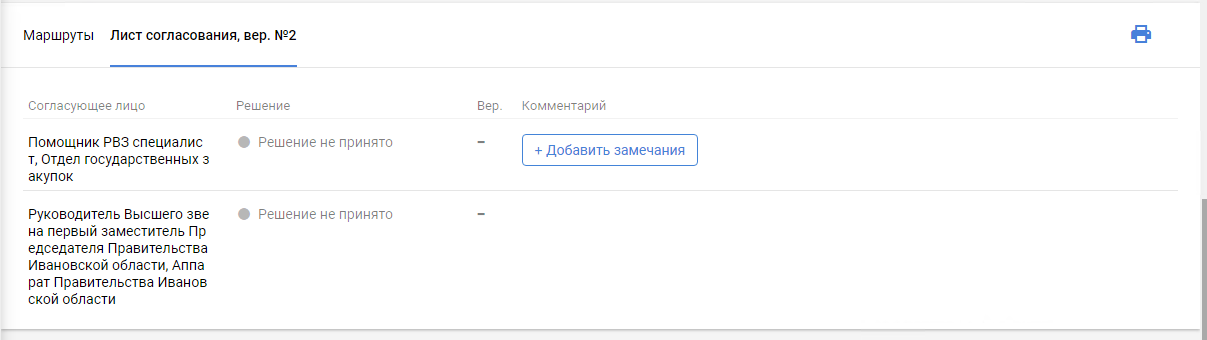 Маршруты Лист согласования, вер. №2
Согласующее лицо Решение Вер. Комментарий
Помощник РВЗ специалис
т, Отдел государственных з
акупок
Решение не принято –
+ Добавить замечания
Руководитель Высшего зве
на первый заместитель Пр
едседателя Правительства
Ивановской области, Аппа
рат Правительства Иванов
ской области
Решение не принято –